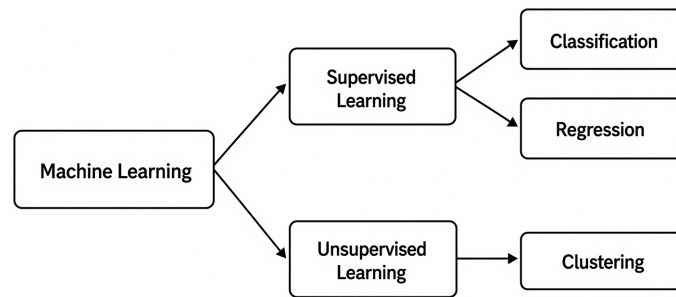 Machine Learning
Supervised
Learning
Classification
Regression
Unsupervised
Learning
Clustering